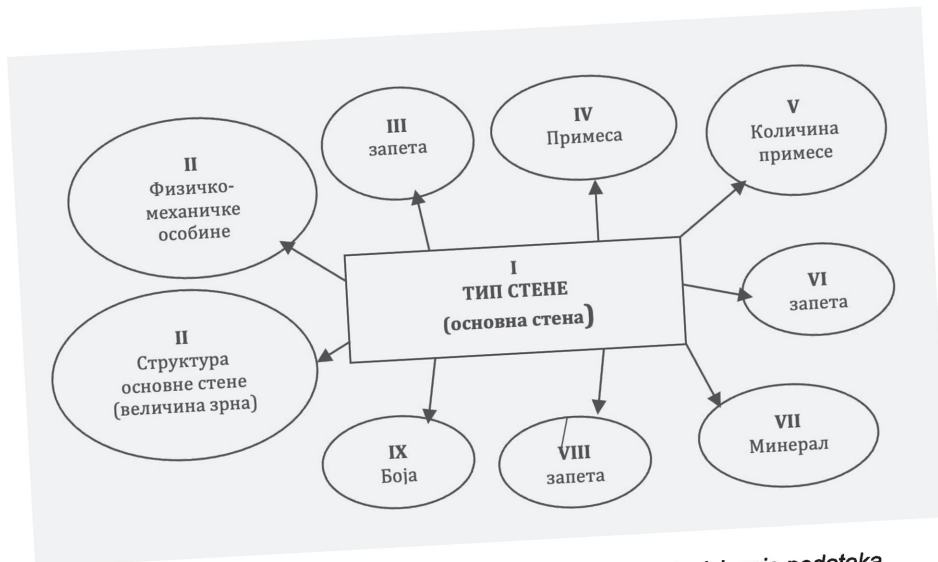 III
запета
IV
Примеса
V
Количина
примесе
II
Физичко-
механичке
особине
I
ТИП СТЕНЕ
(основна стена)
VI
запета
II
Структура
основне стене
(величина зрна)
IX
Боја
VIII
запета
VII
Минерал
podataka